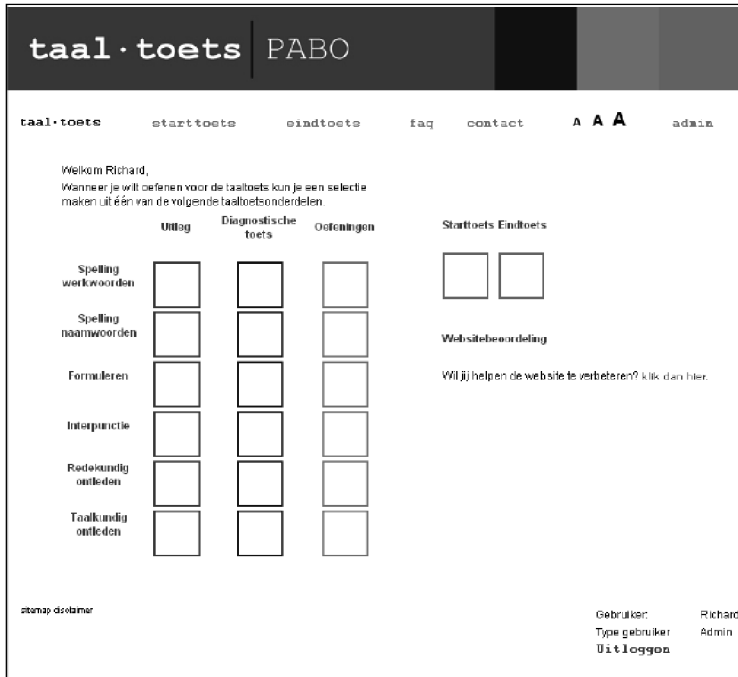 taal·toets PABO
taal·toets starttoets eindtoets faq contact A A A admin
Welkom Richard,
Wanneer je wilt oefenen voor de taaltoets kun je een selectie
maken uit één van de volgende taaltoetsonderdelen.
Uitleg Diagnostische toets Oefeningen
Starttoets Eindtoets
Spelling
werkwoorden
Spelling
naamwoorden
Websitebeoordeling
Formuleren
Wil jij helpen de website te verbeteren? klik dan hier.
Interpunctie
Redekundig
ontleden
Taalkundig
ontleden
sitemap disclaimer
Gebruiker: Richard
Type gebruiker Admin
Uitloggen